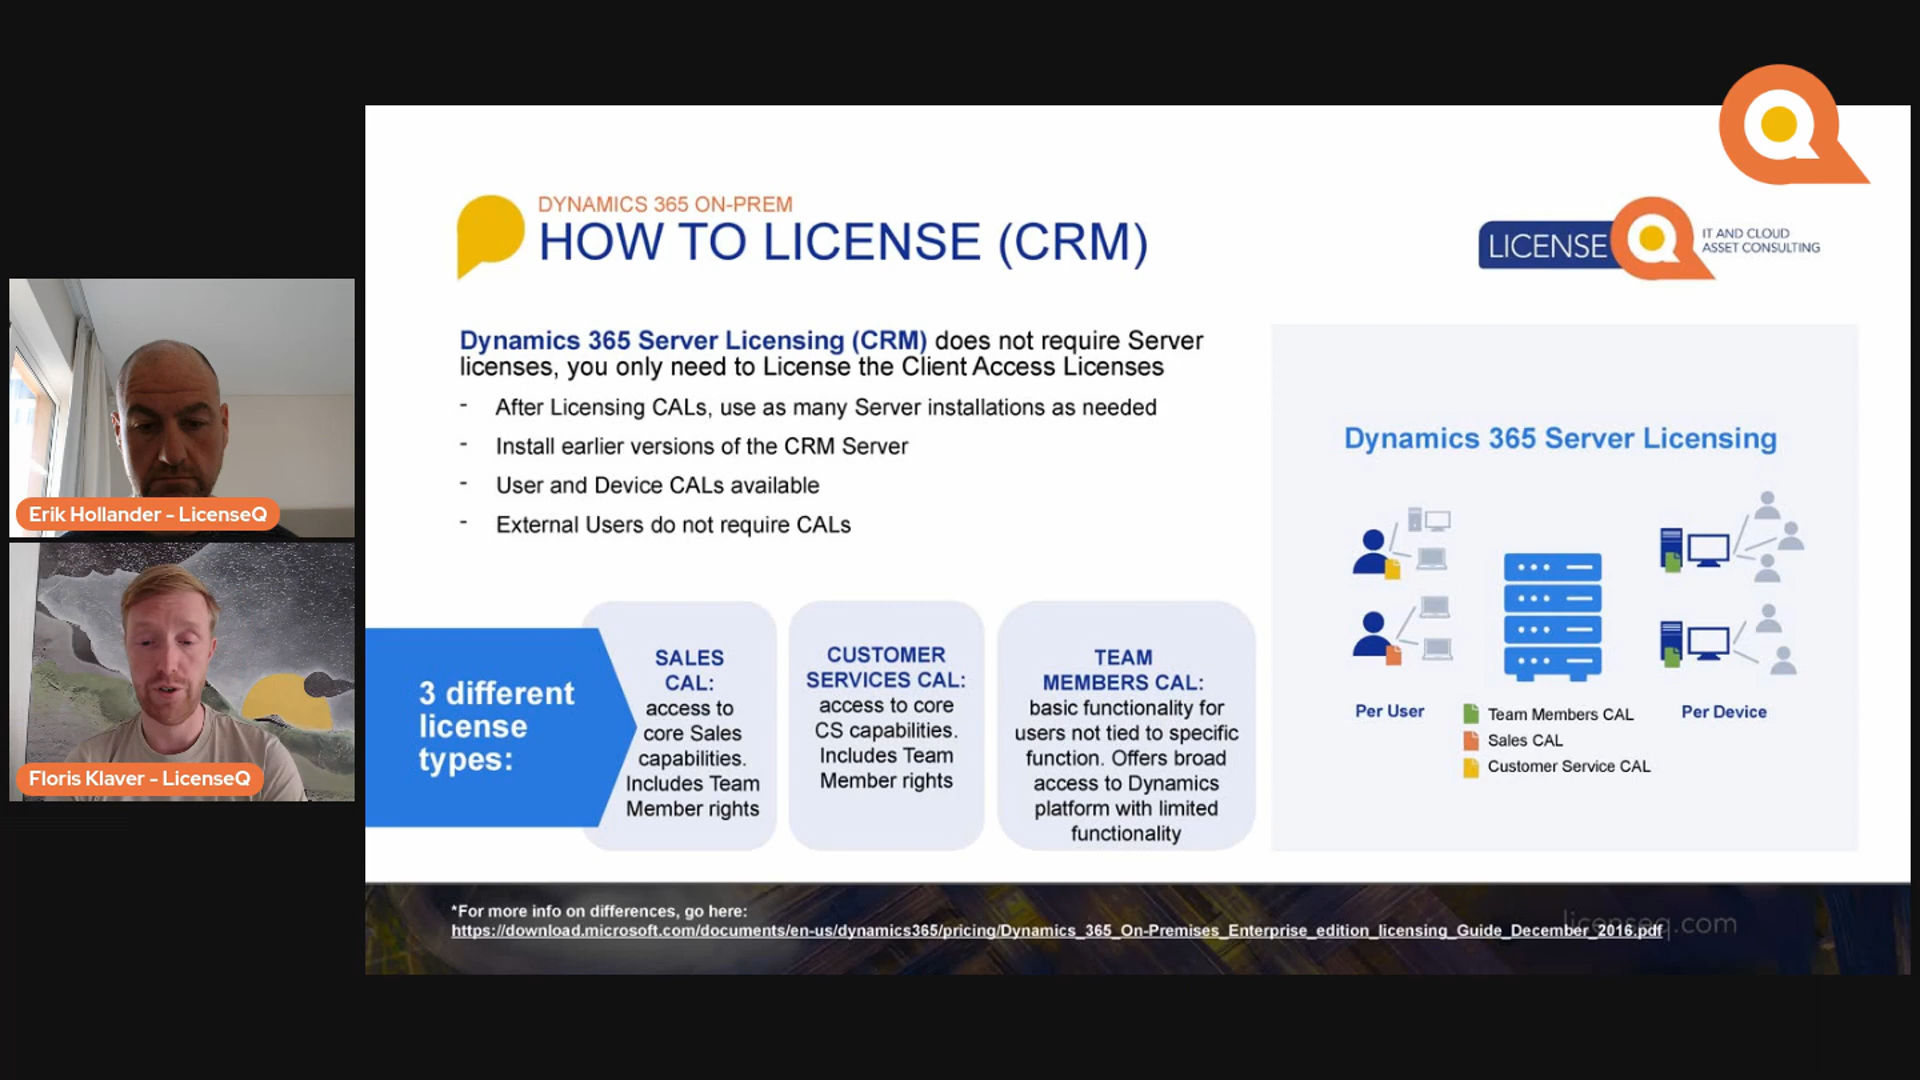 DYNAMICS 365 ON-PREM
HOW TO LICENSE (CRM)
LICENSE
IT AND CLOUD
ASSET CONSULTING
Dynamics 365 Server Licensing (CRM) does not require Server
licenses, you only need to License the Client Access Licenses
- After Licensing CALs, use as many Server installations as needed
- Install earlier versions of the CRM Server
- User and Device CALs available
- External Users do not require CALs
3 different
license
types:
SALES
CAL:
access to
core Sales
capabilities.
Includes Team
Member rights
CUSTOMER
SERVICES CAL:
access to core
CS capabilities.
Includes Team
Member rights
TEAM
MEMBERS CAL:
basic functionality for
users not tied to specific
function. Offers broad
access to Dynamics
platform with limited
functionality
Dynamics 365 Server Licensing
Per User
Team Members CAL
Sales CAL
Customer Service CAL
Per Device
Erik Hollander - LicenseQ
Floris Klaver - LicenseQ
*For more info on differences, go here:
https://download.microsoft.com/documents/en-us/dynamics365/pricing/Dynamics_365_On-Premises_Enterprise_edition_licensing_Guide_December_2016.pdf
licenseq.com